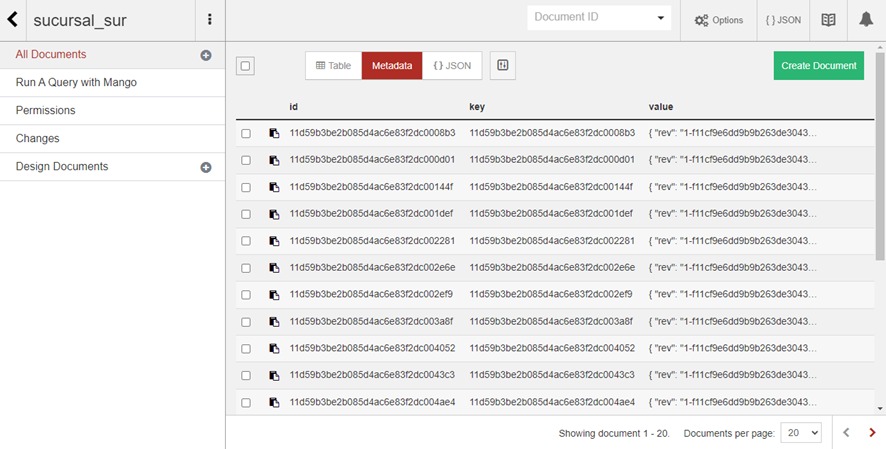 sucursal_sur
Document ID
Options
{ } JSON
All Documents
Run A Query with Mango
Permissions
Changes
Design Documents
Table
Metadata
{ } JSON
Create Document
id key value
11d59b3be2b085d4ac6e83f2dc0008b3 11d59b3be2b085d4ac6e83f2dc0008b3 { "rev": "1-f11cf9e6dd9b9b263de3043...
11d59b3be2b085d4ac6e83f2dc000d01 11d59b3be2b085d4ac6e83f2dc000d01 { "rev": "1-f11cf9e6dd9b9b263de3043...
11d59b3be2b085d4ac6e83f2dc00144f 11d59b3be2b085d4ac6e83f2dc00144f { "rev": "1-f11cf9e6dd9b9b263de3043...
11d59b3be2b085d4ac6e83f2dc001def 11d59b3be2b085d4ac6e83f2dc001def { "rev": "1-f11cf9e6dd9b9b263de3043...
11d59b3be2b085d4ac6e83f2dc002281 11d59b3be2b085d4ac6e83f2dc002281 { "rev": "1-f11cf9e6dd9b9b263de3043...
11d59b3be2b085d4ac6e83f2dc002e6e 11d59b3be2b085d4ac6e83f2dc002e6e { "rev": "1-f11cf9e6dd9b9b263de3043...
11d59b3be2b085d4ac6e83f2dc002ef9 11d59b3be2b085d4ac6e83f2dc002ef9 { "rev": "1-f11cf9e6dd9b9b263de3043...
11d59b3be2b085d4ac6e83f2dc003a8f 11d59b3be2b085d4ac6e83f2dc003a8f { "rev": "1-f11cf9e6dd9b9b263de3043...
11d59b3be2b085d4ac6e83f2dc004052 11d59b3be2b085d4ac6e83f2dc004052 { "rev": "1-f11cf9e6dd9b9b263de3043...
11d59b3be2b085d4ac6e83f2dc0043c3 11d59b3be2b085d4ac6e83f2dc0043c3 { "rev": "1-f11cf9e6dd9b9b263de3043...
11d59b3be2b085d4ac6e83f2dc004ae4 11d59b3be2b085d4ac6e83f2dc004ae4 { "rev": "1-f11cf9e6dd9b9b263de3043...
Showing document 1 - 20. Documents per page: 20